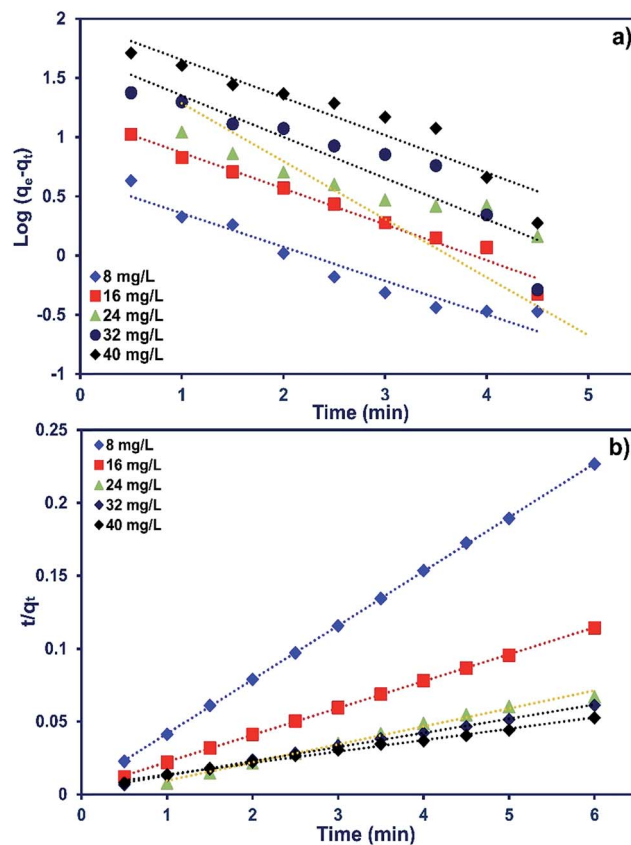 a)
2
1.5
1
0.5
0
-0.5
-1
Log (qe-qt)
8 mg/L
16 mg/L
24 mg/L
32 mg/L
40 mg/L
0 1 2 3 4 5
Time (min)
b)
0.25
0.2
0.15
0.1
0.05
0
t/qt
8 mg/L
16 mg/L
24 mg/L
32 mg/L
40 mg/L
0 1 2 3 4 5 6
Time (min)